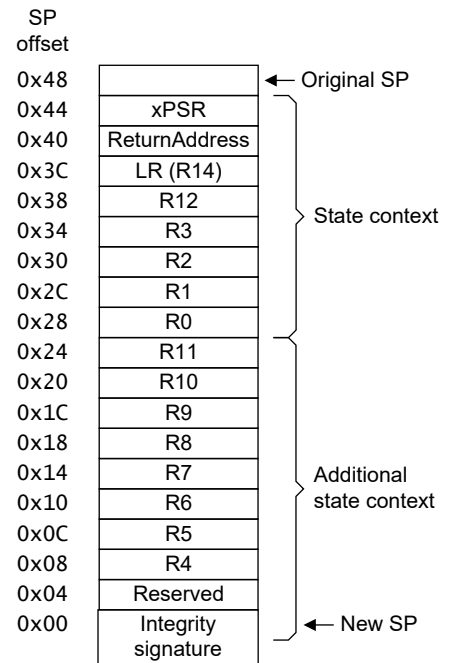 SP
offset
0x48 Original SP
0x44 xPSR
0x40 ReturnAddress
0x3C LR (R14)
0x38 R12
0x34 R3
0x30 R2
0x2C R1
0x28 R0
State context
0x24 R11
0x20 R10
0x1C R9
0x18 R8
0x14 R7
0x10 R6
0x0C R5
0x08 R4
0x04 Reserved
0x00 Integrity
signature
Additional
state context
New SP